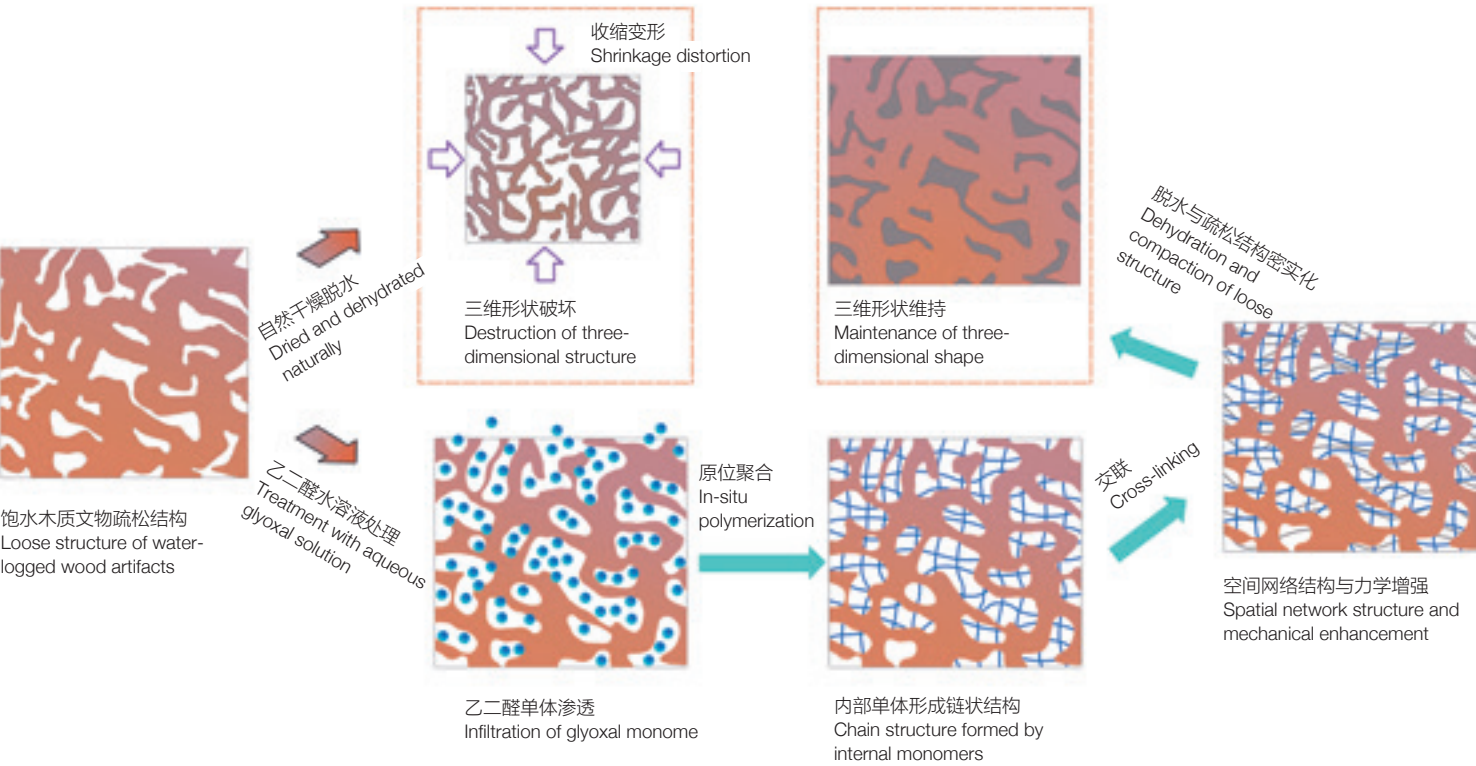 收缩变形
Shrinkage distortion
自然干燥脱水
Dried and dehydrated
naturally
三维形状破坏
Destruction of three-
dimensional structure
三维形状维持
Maintenance of three-
dimensional shape
脱水与疏松结构密实化
Dehydration and
compaction of loose
structure
饱水木质文物疏松结构
Loose structure of water-
logged wood artifacts
乙二醛水溶液处理
Treatment with aqueous
glyoxal solution
原位聚合
In-situ
polymerization
交联
Cross-linking
空间网络结构与力学增强
Spatial network structure and
mechanical enhancement
乙二醛单体渗透
Infiltration of glyoxal monome
内部单体形成链状结构
Chain structure formed by
internal monomers